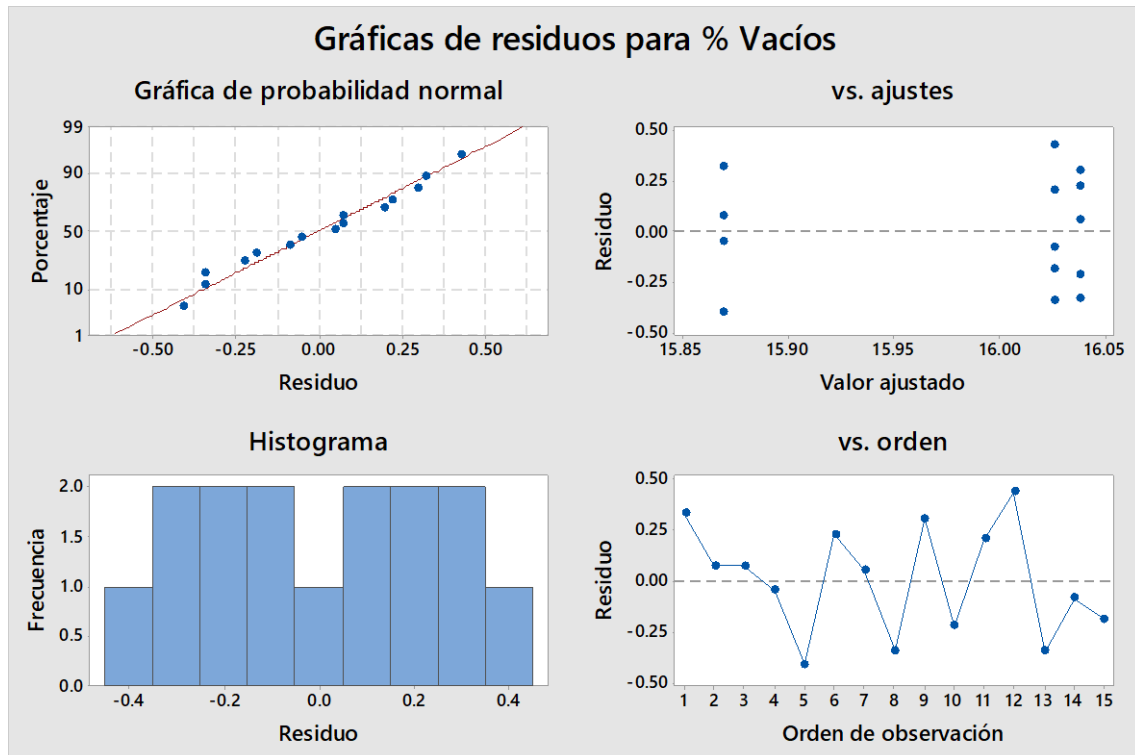 Gráficas de residuos para % Vacíos
Gráfica de probabilidad normal
99
90
50
10
1
Porcentaje
-0.50 -0.25 0.00 0.25 0.50
Residuo
vs. ajustes
0.50
0.25
0.00
-0.25
-0.50
Residuo
15.85 15.90 15.95 16.00 16.05
Valor ajustado
Histograma
2.0
1.5
1.0
0.5
0.0
Frecuencia
-0.4 -0.2 0.0 0.2 0.4
Residuo
vs. orden
0.50
0.25
0.00
-0.25
-0.50
Residuo
1 2 3 4 5 6 7 8 9 10 11 12 13 14 15
Orden de observación